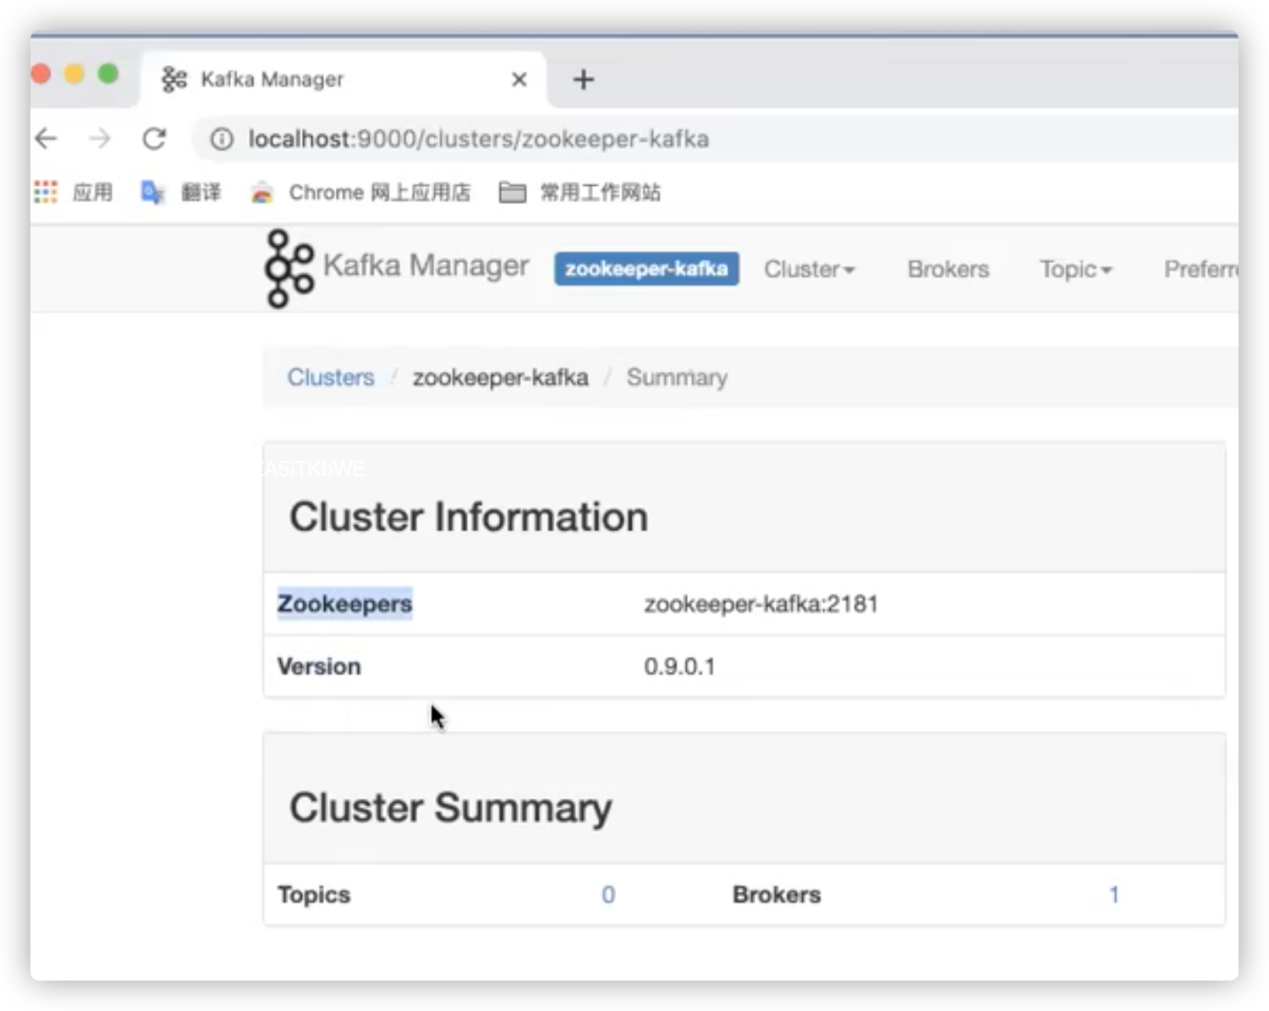 Kafka Manager
localhost:9000/clusters/zookeeper-kafka
应用 翻译 Chrome 网上应用店 常用工作网站
Kafka Manager zookeeper-kafka Cluster Brokers Topic
Clusters / zookeeper-kafka / Summary
A5ITKbWE
Cluster Information
Zookeepers zookeeper-kafka:2181
Version 0.9.0.1
Cluster Summary
Topics 0 Brokers 1